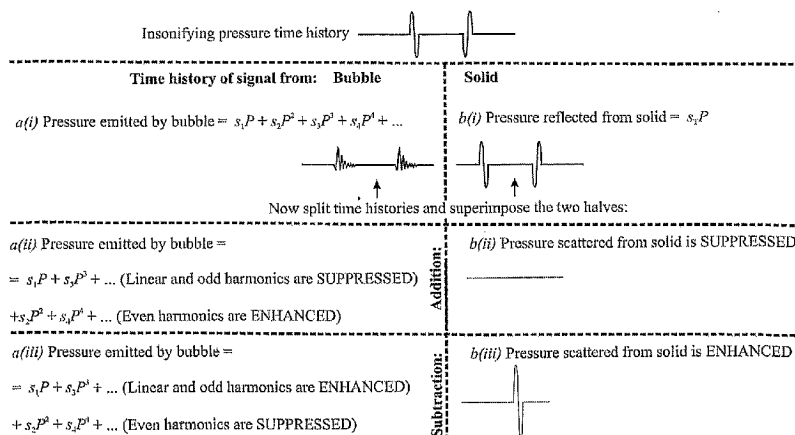 Insonifying pressure time history
Time history of signal from: Bubble
Solid
a(i) Pressure emitted by bubble = s₁P + s₂P² + s₃P³ + s₄P⁴ + ...
b(i) Pressure reflected from solid = sₜP
Now split time histories and superimpose the two halves:
a(ii) Pressure emitted by bubble =
= s₁P + s₃P³ + ... (Linear and odd harmonics are SUPPRESSED)
+s₂P² + s₄P⁴ + ... (Even harmonics are ENHANCED)
Addition:
b(ii) Pressure scattered from solid is SUPPRESSED
a(iii) Pressure emitted by bubble =
= s₁P + s₃P³ + ... (Linear and odd harmonics are ENHANCED)
+ s₂P² + s₄P⁴ + ... (Even harmonics are SUPPRESSED)
Subtraction:
b(iii) Pressure scattered from solid is ENHANCED